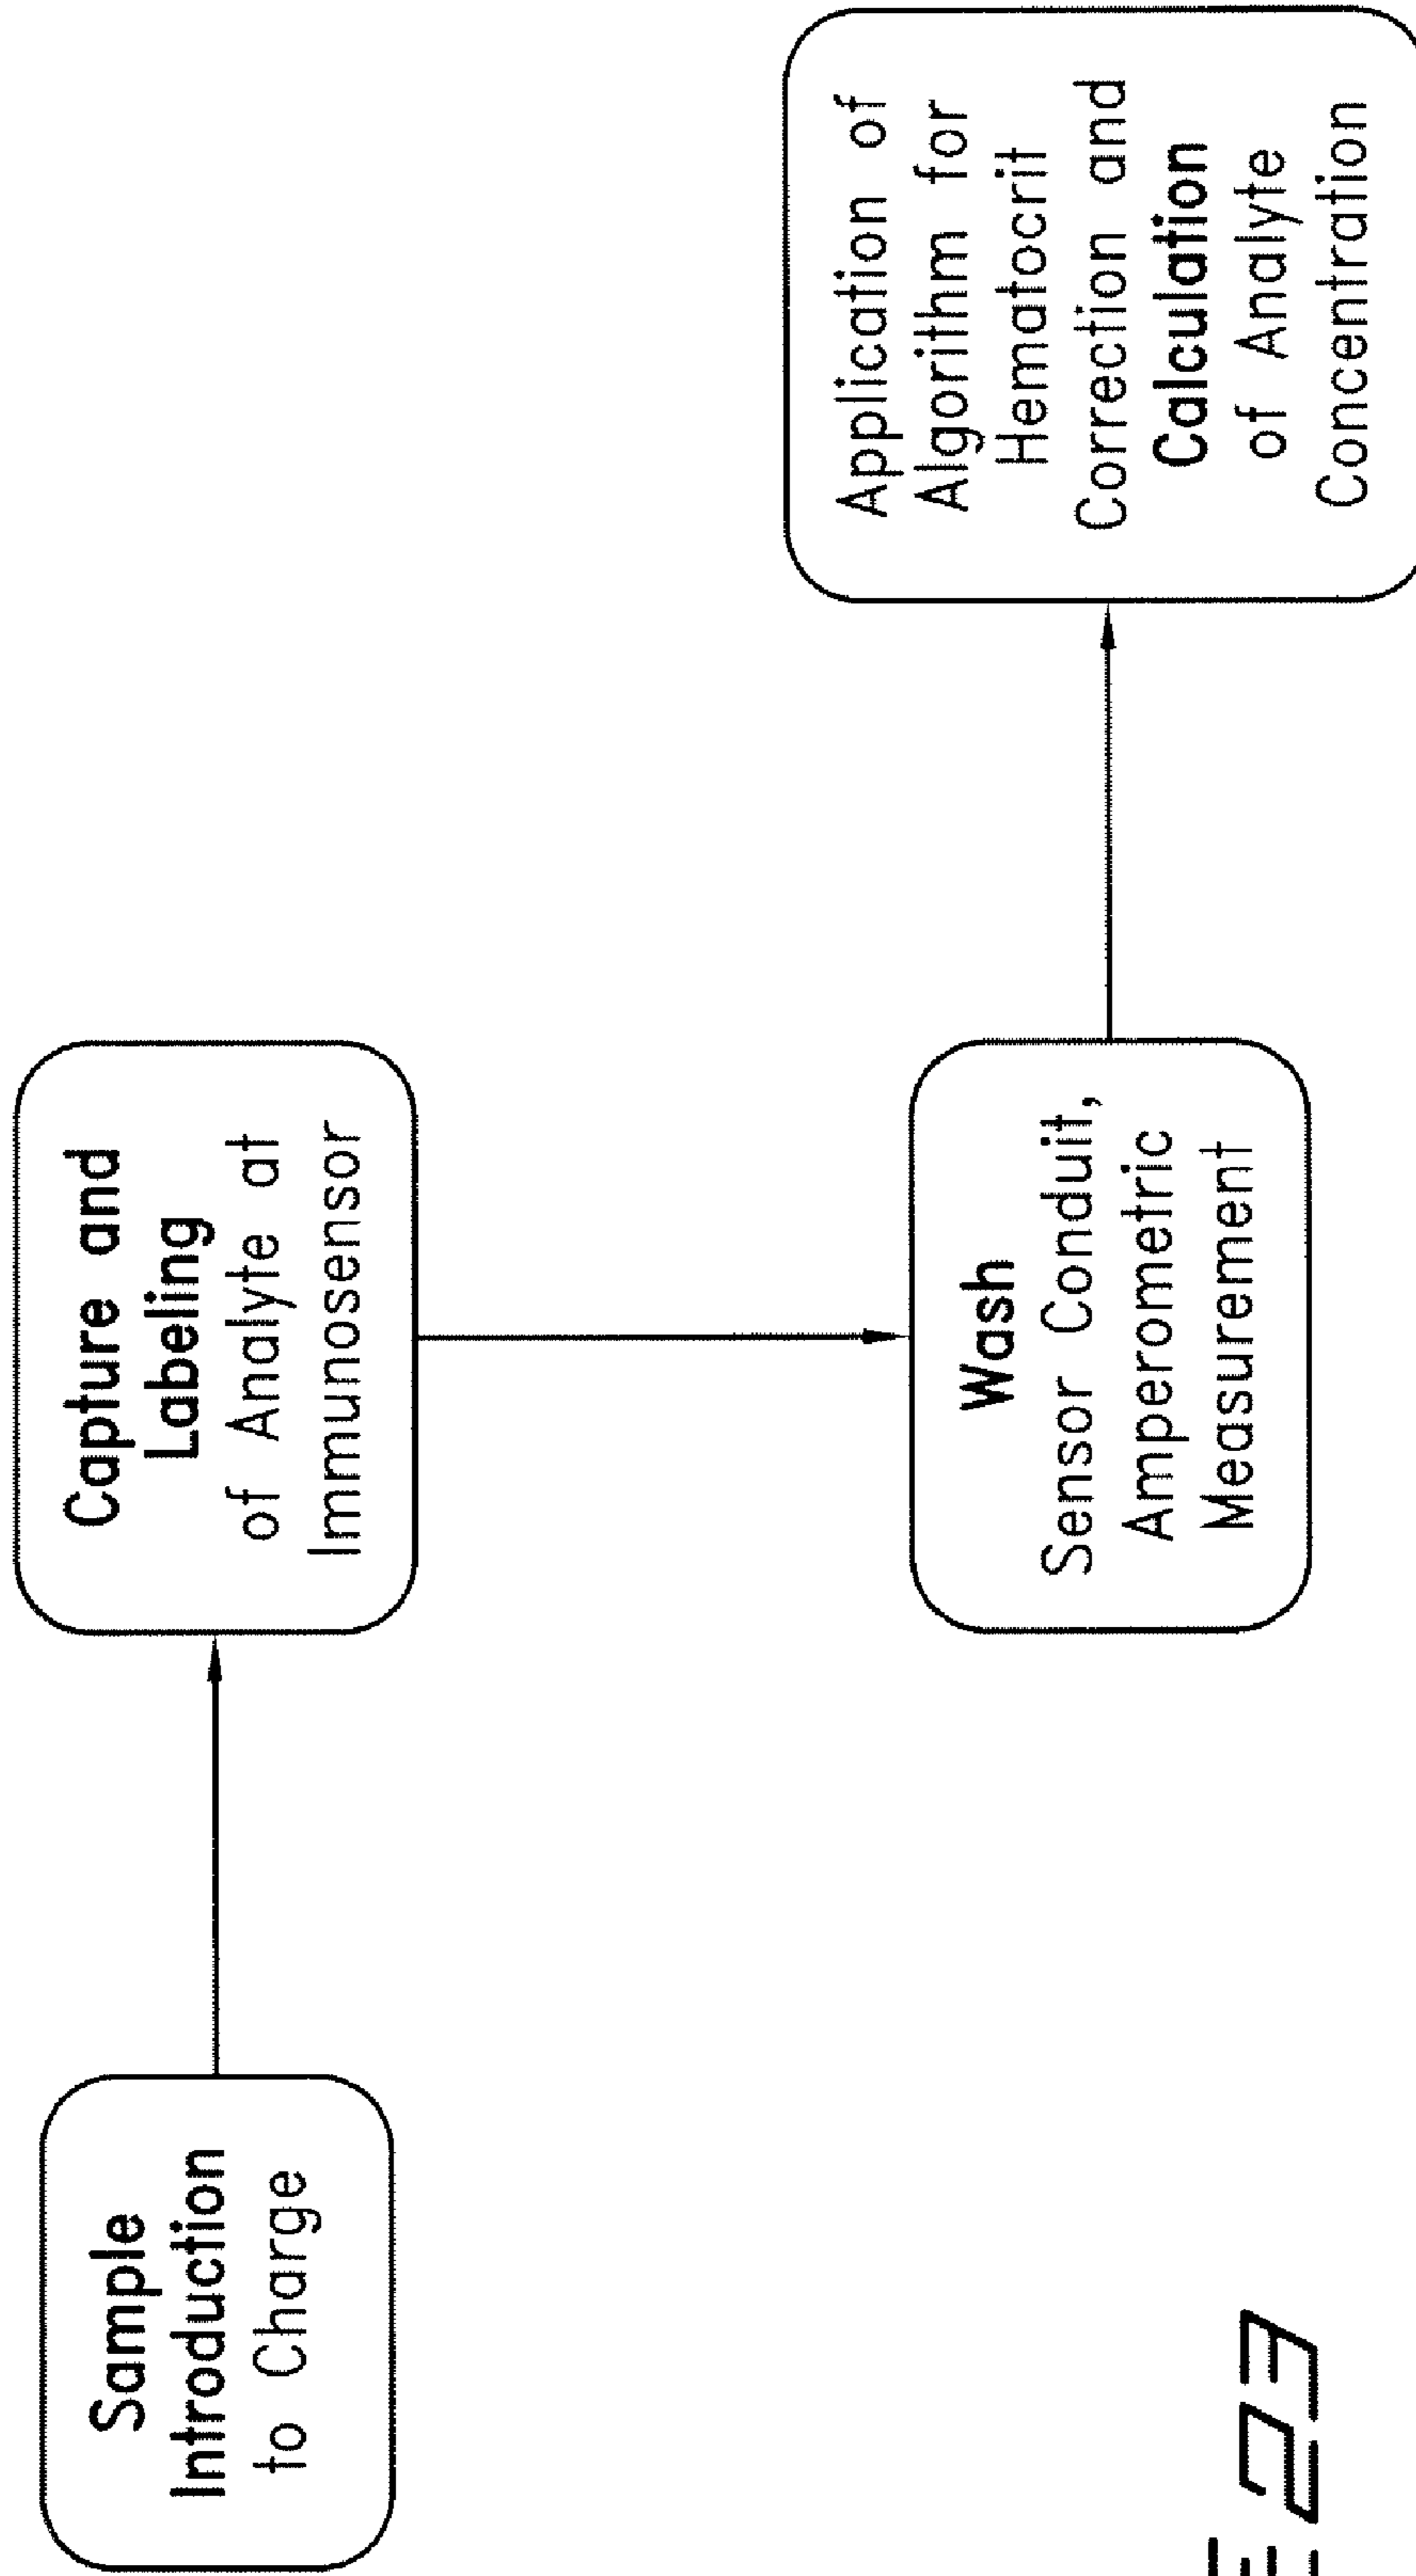 Sample
Introduction
to Charge
Capture and
Labeling
of Analyte at
Immunosensor
Wash
Sensor Conduit,
Amperometric
Measurement
Application of
Algorithm for
Hematocrit
Correction and
Calculation
of Analyte
Concentration
E 23